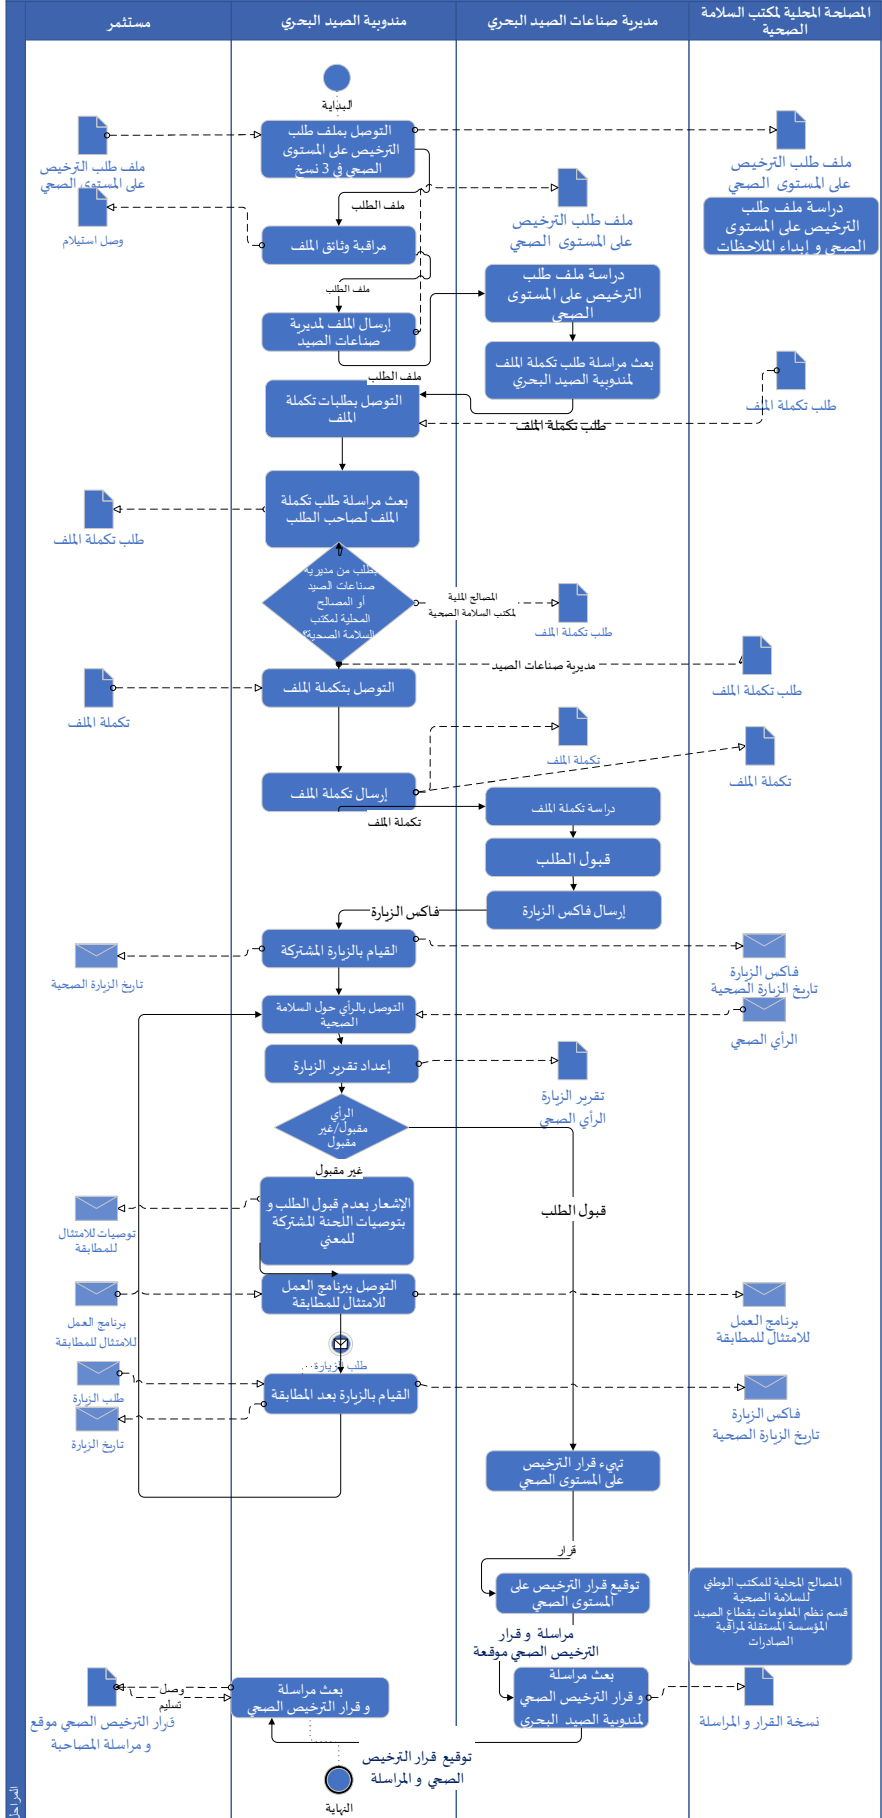 المصلحة المحلية لمكتب السلامة
الصحية
مديرية صناعات الصيد البحري
مندوبية الصيد البحري
مستثمر
البداية
التوصل بملف طلب
الترخيص على المستوى
الصحي في 3 نسخ
ملف طلب الترخيص
على المستوى الصحي
ملف طلب الترخيص
على المستوى الصحي
ملف الطلب
ملف طلب الترخيص
على المستوى الصحي
دراسة ملف طلب
الترخيص على المستوى
الصحي و إبداء الملاحظات
مراقبة وثائق الملف
وصل استيلام
ملف الطلب
دراسة ملف طلب
الترخيص على المستوى
الصحي
إرسال الملف لمديرية
صناعات الصيد
بعث مراسلة طلب تكملة الملف
لمندوبية الصيد البحري
ملف الطلب
التوصل بطلبات تكملة
الملف
طلب تكملة الملف
طلب تكملة الملف
بعث مراسلة طلب تكملة
الملف لصاحب الطلب
طلب تكملة الملف
بطلب من مديرية
صناعات الصيد
أو المصالح
المحلية لمكتب
السلامة الصحية؟
المصالح الملية
لمكتب السلامة الصحية
طلب تكملة الملف
مديرية صناعات الصيد
طلب تكملة الملف
التوصل بتكملة الملف
تكملة الملف
تكملة الملف
تكملة الملف
إرسال تكملة الملف
تكملة الملف
دراسة تكملة الملف
قبول الطلب
إرسال فاكس الزيارة
فاكس الزيارة
القيام بالزيارة المشتركة
تاريخ الزيارة الصحية
فاكس الزيارة
تاريخ الزيارة الصحية
التوصل بالرأي حول السلامة
الصحية
الرأي الصحي
إعداد تقرير الزيارة
تقرير الزيارة
الرأي الصحي
الرأي
مقبول/غير
مقبول
غير مقبول
قبول الطلب
الإشعار بعدم قبول الطلب و
بتوصيات اللحنة المشتركة
للمعني
توصيات للامتثال
للمطابقة
التوصل ببرنامج العمل
للامتثال للمطابقة
برنامج العمل
للامتثال للمطابقة
برنامج العمل
للامتثال للمطابقة
طلب الزيارة
القيام بالزيارة بعد المطابقة
طلب الزيارة
تاريخ الزيارة
فاكس الزيارة
تاريخ الزيارة الصحية
تهيء قرار الترخيص
على المستوى الصحي
قرار
توقيع قرار الترخيص على
المستوى الصحي
المصالح المحلية للمكتب الوطني
للسلامة الصحية
قسم نظم المعلومات بقطاع الصيد
المؤسسة المستقلة لمراقبة
الصادرات
مراسلة و قرار
الترخيص الصحي موقعة
بعث مراسلة
و قرار الترخيص الصحي
لمندوبية الصيد البحري
نسخة القرار و المراسلة
بعث مراسلة
و قرار الترخيص الصحي
وصل
تسليم
قرار الترخيص الصحي موقع
و مراسلة المصاحبة
توقيع قرار الترخيص
الصحي و المراسلة
النهاية
المراحل